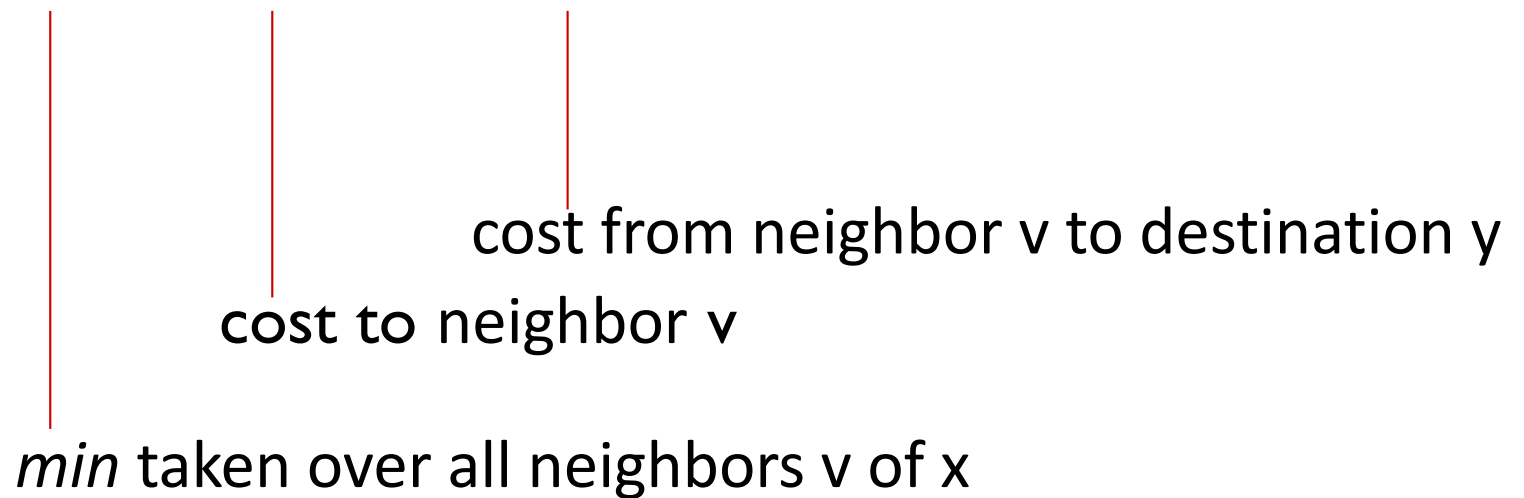 cost from neighbor v to destination y
cost to neighbor v
min taken over all neighbors v of x